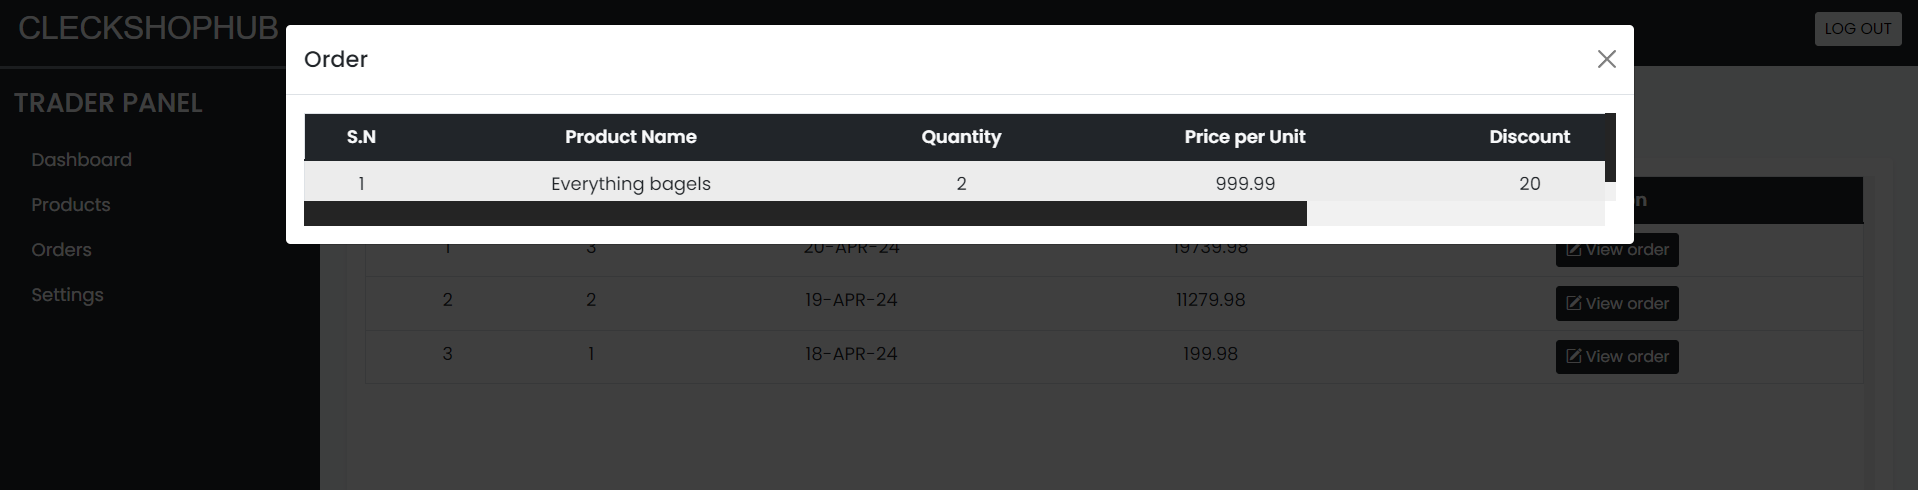 CLECKSHOPHUB
LOG OUT
Order
TRADER PANEL
Dashboard
Products
Orders
Settings
S.N Product Name Quantity Price per Unit Discount
1 Everything bagels 2 999.99 20
1 3 20-APR-24 19739.98 View order
2 2 19-APR-24 11279.98 View order
3 1 18-APR-24 199.98 View order